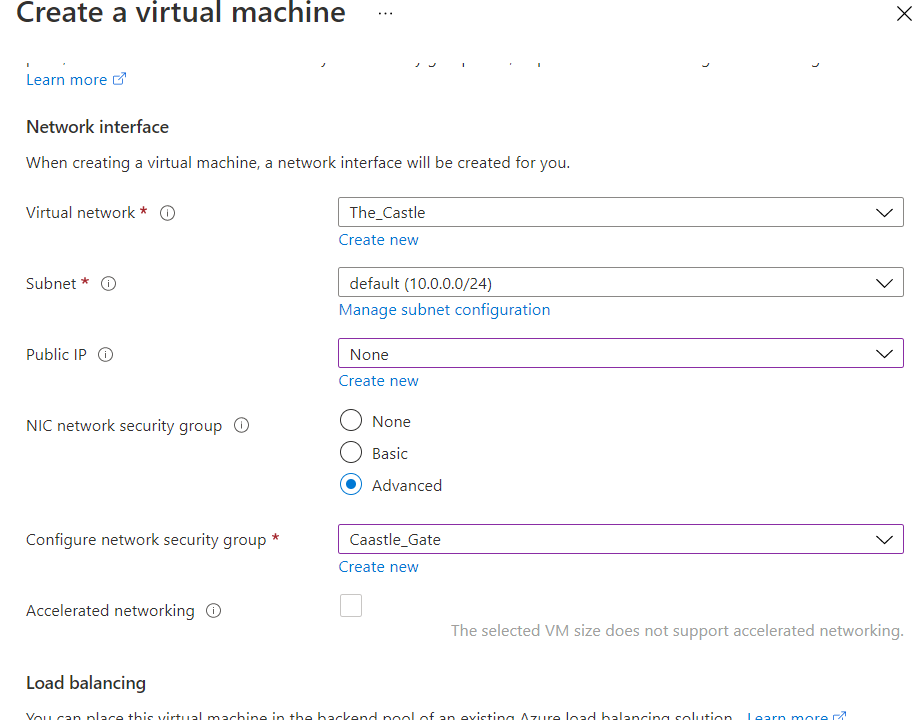 Create a virtual machine ...
Learn more
Network interface
When creating a virtual machine, a network interface will be created for you.
Virtual network *
The_Castle
Create new
Subnet *
default (10.0.0.0/24)
Manage subnet configuration
Public IP
None
Create new
NIC network security group
None
Basic
Advanced
Configure network security group *
Caastle_Gate
Create new
Accelerated networking
The selected VM size does not support accelerated networking.
Load balancing
You can place this virtual machine in the backend pool of an existing Azure load balancing solution. Learn more